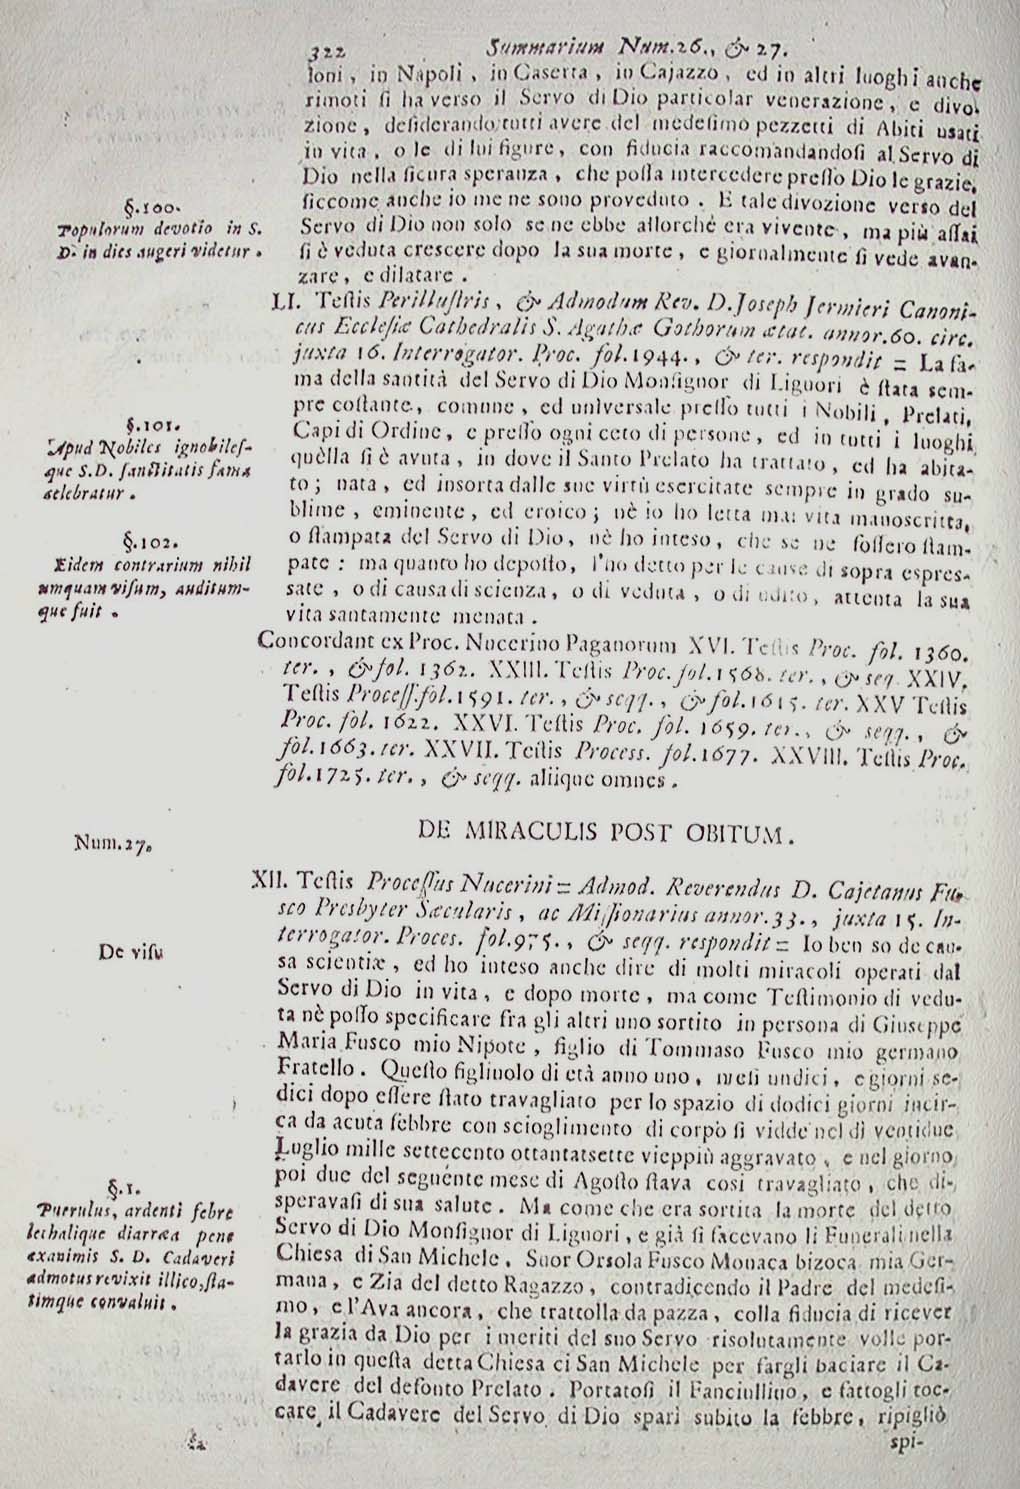 322 Summarium Num.26., & 27.
ſoni, in Napoli, in Caserta, in Cajazzo, ed in altri luoghi anche
rimoti ſi ha verso il Servo di Dio particolar venerazione, e divo-
zione, deſiderando tutti avere del medeſimo pezzetti di Abiti usati
in vita, o le di lui figure, con fiducia raccomandandoſi al Servo di
Dio nella ſicura speranza, che poſſa intercedere preſſo Dio le grazie,
ſiccome anche io me ne sono proveduto. E tale divozione verso del
Servo di Dio non solo se ne ebbe allorchè era vivente, ma più aſſai
ſi è veduta crescere dopo la sua morte, e giornalmente ſi vede avan-
zare, e dilatare.
§.100.
Populorum devotio in S.
D. in dies augeri videtur.
LI. Teſtis Perilluſtris, & Admodum Rev. D. Joseph Jermieri Canoni-
cus Eccleſiæ Cathedralis S. Agathæ Gothorum ætat. annor.60. circ.
juxta 16. Interrogator. Proc. fol.1944., & ter. respondit = La fa-
ma della santità del Servo di Dio Monſignor di Liguori è ſtata sem-
pre coſtante, comune, ed universale preſſo tutti i Nobili, Prelati,
Capi di Ordine, e preſſo ogni ceto di persone, ed in tutti i luoghi
quèlla ſi è avuta, in dove il Santo Prelato ha trattato, ed ha abita-
to; nata, ed insorta dalle sue virtù esercitate sempre in grado su-
blime, eminente, ed eroico; nè io ho letta mai vita manoscritta,
o ſtampata del Servo di Dio, nè ho inteso, che se ne foſſero ſtam-
pate: ma quanto ho depoſto, l'ho detto per le cause di sopra espres-
sate, o di causa di scienza, o di veduta, o di udito, attenta la sua
vita santamente menata.
§.101.
Apud Nobiles ignobileſ-
que S.D. ſanctitatis fama
celebratur.
§.102.
Eidem contrarium nihil
umquam viſum, auditum-
que fuit.
Concordant ex Proc. Nucerino Paganorum XVI. Teſtis Proc. fol. 1360.
ter., & fol. 1362. XXIII. Teſtis Proc. fol.1568. ter., & seq. XXIV.
Teſtis Proceſſ. fol.1591. ter., & seqq., & fol.1615. ter. XXV Teſtis
Proc. fol. 1622. XXVI. Teſtis Proc. fol. 1659. ter., & seqq., &
fol.1663. ter. XXVII. Teſtis Process. fol.1677. XXVIII. Teſtis Proc.
fol.1725. ter., & seqq. aliique omnes.
Num.27.
DE MIRACULIS POST OBITUM.
XII. Teſtis Proceſſus Nucerini = Admod. Reverendus D. Cajetanus Fu-
sco Presbyter Sæcularis, ac Miſſionarius annor.33., juxta 15. In-
terrogator. Proces. fol.975., & seqq. respondit = Io ben so de cau-
sa scientiæ, ed ho inteso anche dire di molti miracoli operati dal
Servo di Dio in vita, e dopo morte, ma come Teſtimonio di vedu-
ta nè poſſo specificare fra gli altri uno sortito in persona di Giuseppe
Maria Fusco mio Nipote, figlio di Tommaso Fusco mio germano
Fratello. Queſto figliuolo di età anno uno, meſi undici, e giorni se-
dici dopo eſſere ſtato travagliato per lo spazio di dodici giorni incir-
ca da acuta febbre con scioglimento di corpo ſi vidde nel dì ventidue
Luglio mille settecento ottantatsette vieppiù aggravato, e nel giorno
poi due del seguénte mese di Agoſto ſtava cosi travagliato, che di-
speravaſi di sua salute. Ma come che era sortita la morte del detto
Servo di Dio Monſignor di Liguori, e già ſi facevano li Funerali nella
Chiesa di San Michele, Suor Orsola Fusco Monaca bizoca mia Ger-
mana, e Zia del detto Ragazzo, contradicendo il Padre del medeſi-
mo, e l'Ava ancora, che trattolla da pazza, colla fiducia di ricever
la grazia da Dio per i meriti del suo Servo risolutamente volle por-
tarlo in queſta detta Chiesa ci San Michele per fargli baciare il Ca-
davere del defonto Prelato. Portatoſi il Fanciullino, e fattogli toc-
care il Cadavere del Servo di Dio sparì subito la febbre, ripigliò
De viſu
§.1.
Puerulus, ardenti febre
lethalique diarræa pene
exanimis S. D. Cadaveri
admotus revixit illico, ſta-
timque convaluit.
spi-